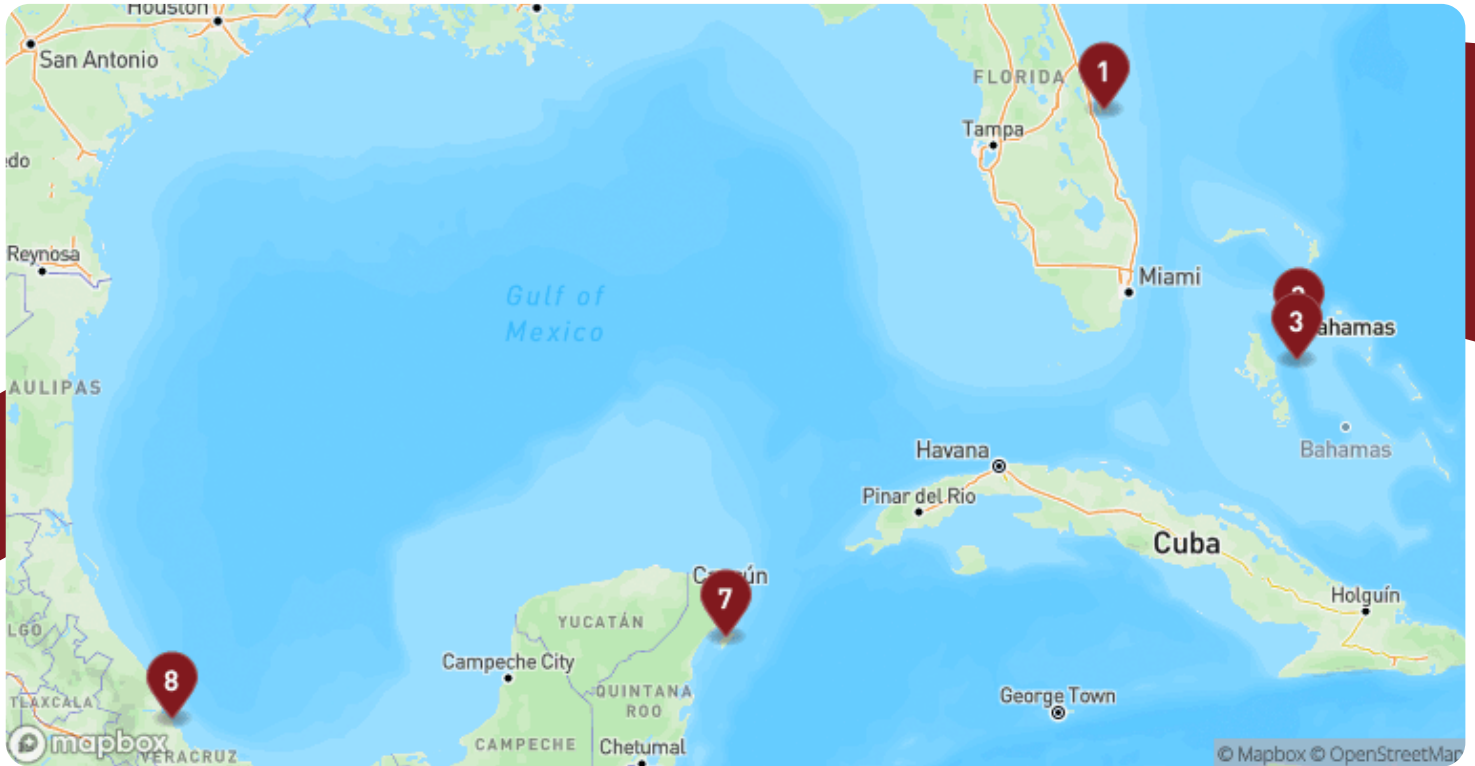 Houston
San Antonio
FLORIDA
1
Tampa
edo
Reynosa
Miami
Gulf of
Mexico
3
ahamas
AULIPAS
Havana
Bahamas
Pinar del Rio
Cuba
7
Holguín
YUCATÁN
LGO
Campeche City
8
QUINTANA
ROO
TLAXCALA
George Town
mapbox
VERACRUZ
CAMPECHE
Chetumal
© Mapbox © OpenStreetMap